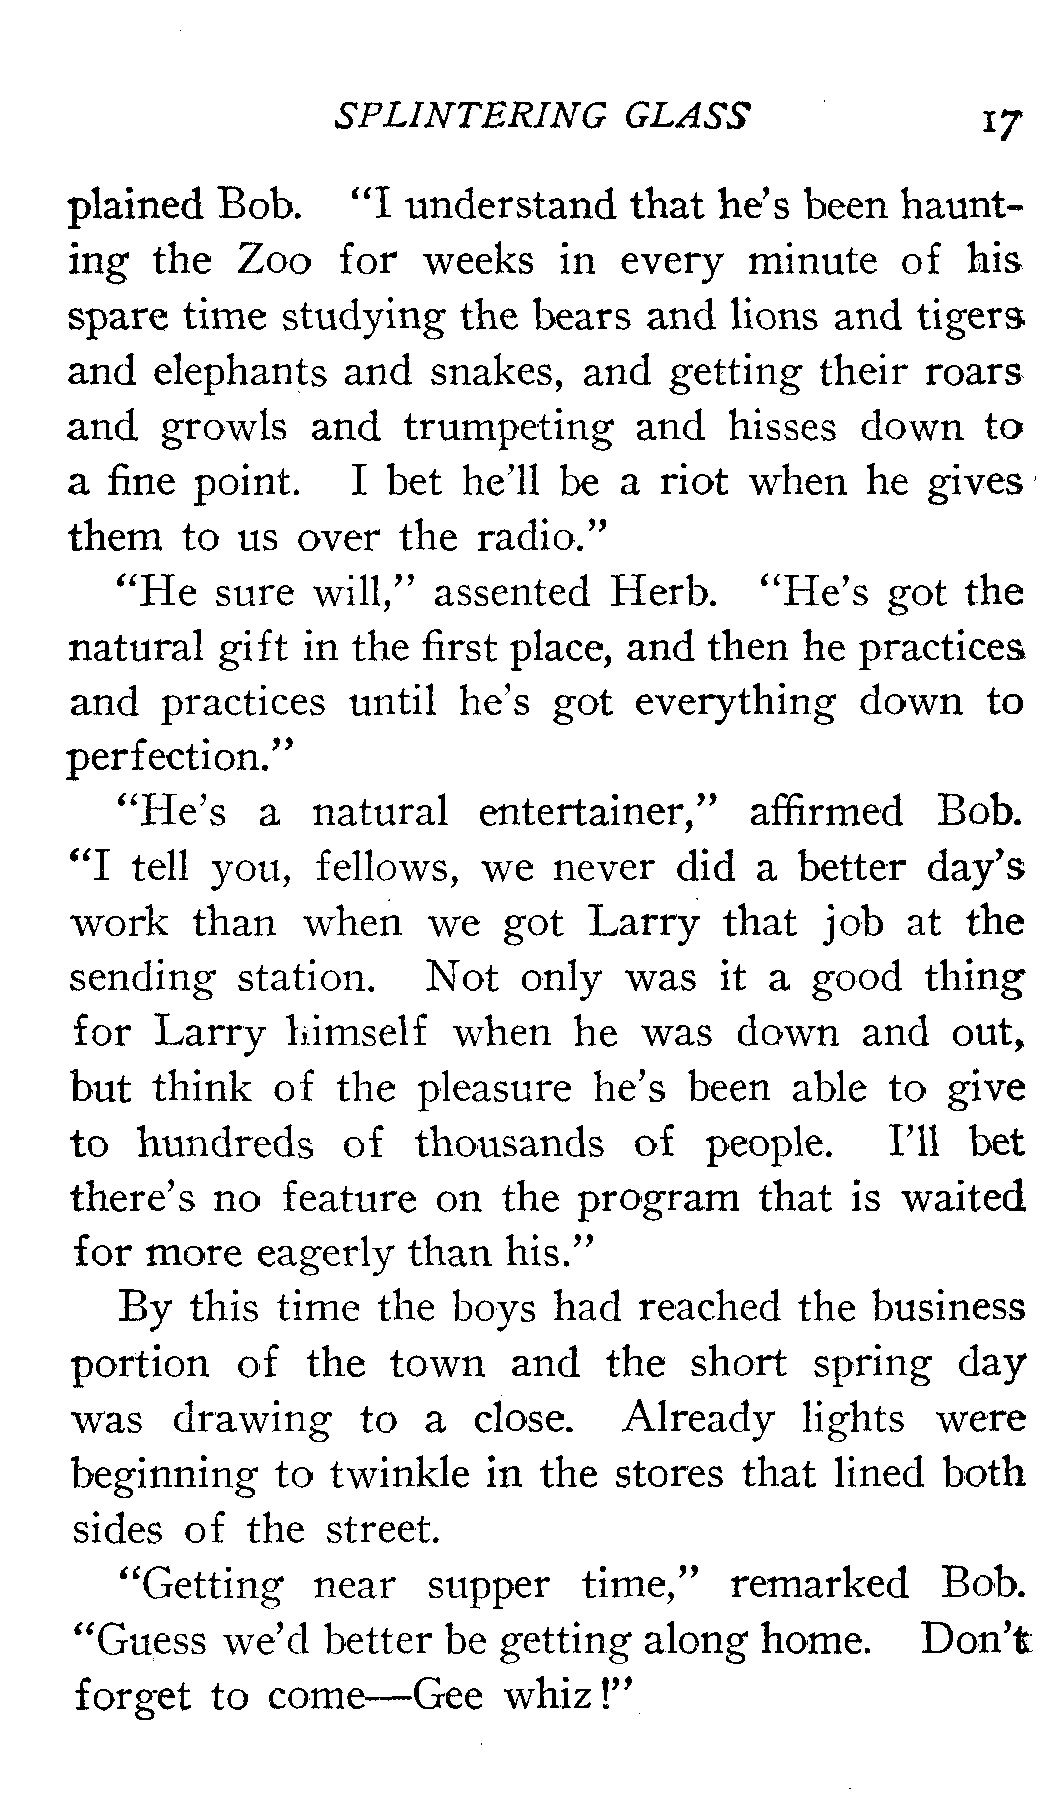 SPLINTERING GLASS 17
plained Bob. "I understand that he's been haunt-
ing the Zoo for weeks in every minute of his
spare time studying the bears and lions and tigers
and elephants and snakes, and getting their roars
and growls and trumpeting and hisses down to
a fine point. I bet he'll be a riot when he gives
them to us over the radio."
"He sure will," assented Herb. "He's got the
natural gift in the first place, and then he practices
and practices until he's got everything down to
perfection."
"He's a natural entertainer," affirmed Bob.
"I tell you, fellows, we never did a better day's
work than when we got Larry that job at the
sending station. Not only was it a good thing
for Larry himself when he was down and out,
but think of the pleasure he's been able to give
to hundreds of thousands of people. I'll bet
there's no feature on the program that is waited
for more eagerly than his."
By this time the boys had reached the business
portion of the town and the short spring day
was drawing to a close. Already lights were
beginning to twinkle in the stores that lined both
sides of the street.
"Getting near supper time," remarked Bob.
"Guess we'd better be getting along home. Don't
forget to come—Gee whiz!"